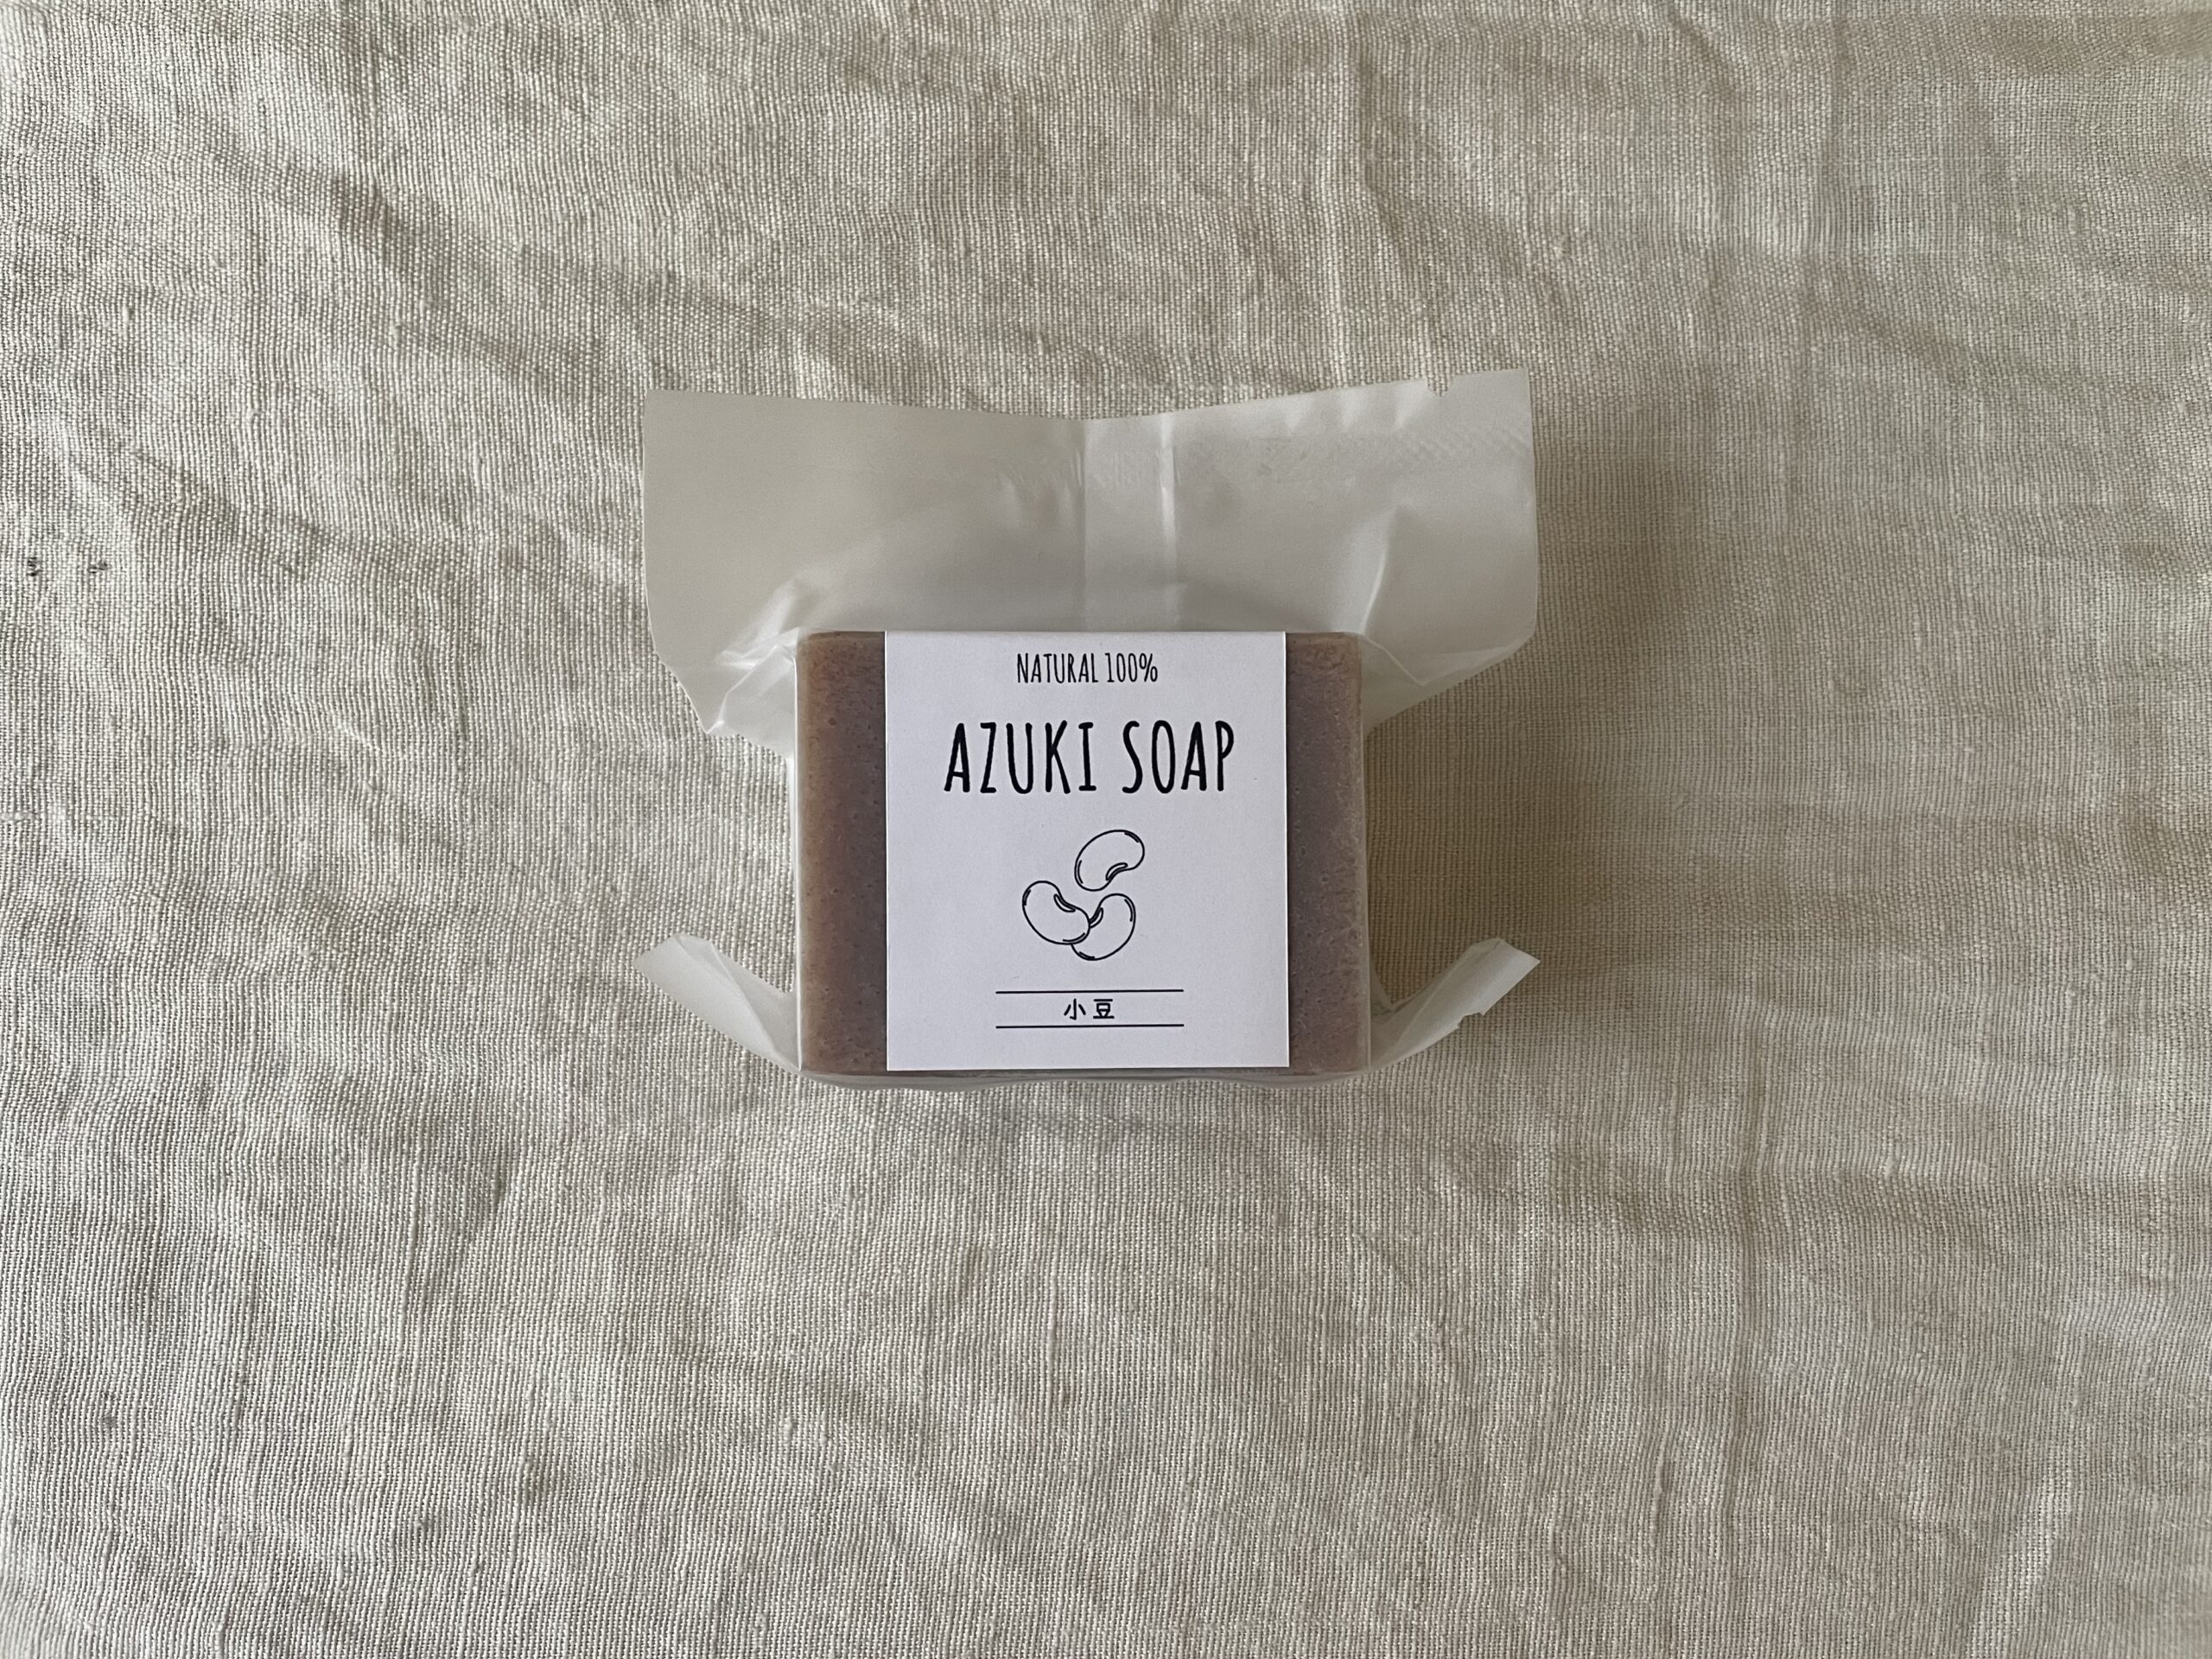 NATURAL 100%
AZUKI SOAP
小豆